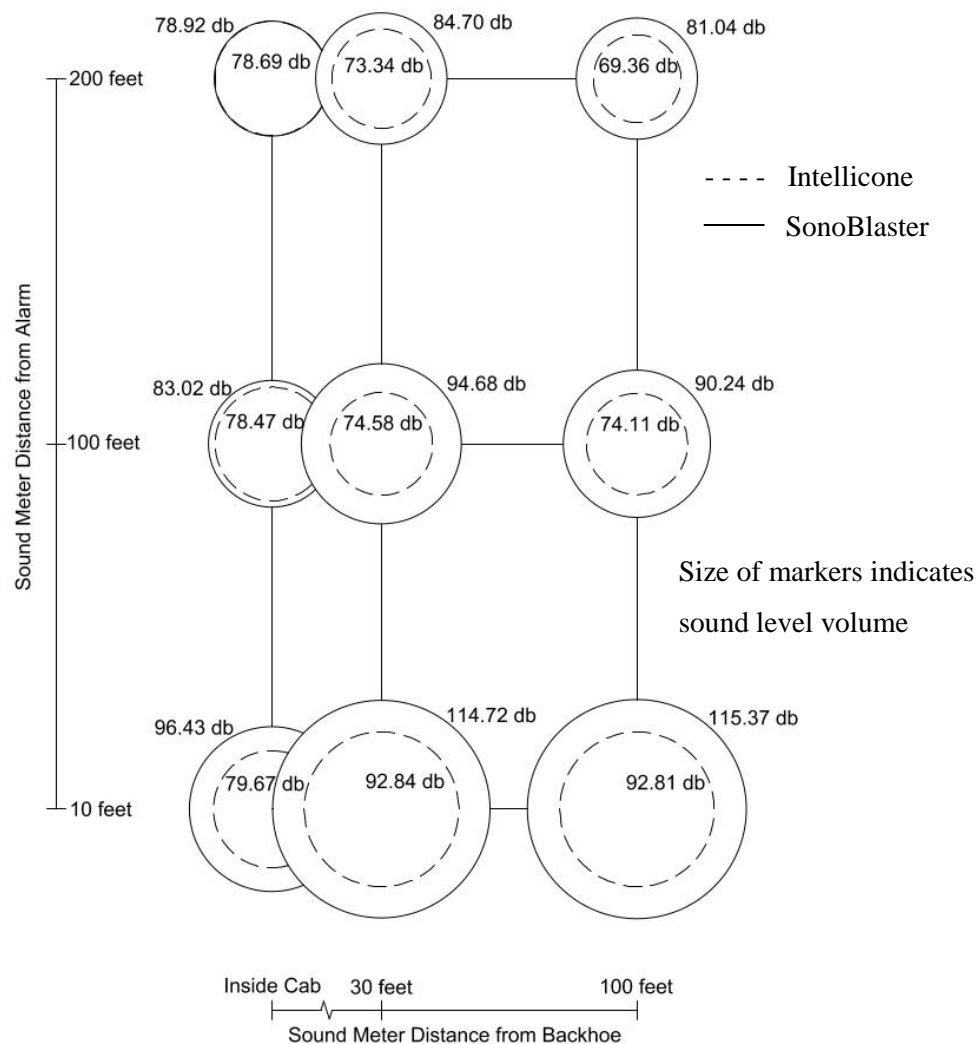 78.92 db
84.70 db
81.04 db
78.69 db
73.34 db
69.36 db
200 feet
Intellicone
SonoBlaster
Sound Meter Distance from Alarm
83.02 db
94.68 db
90.24 db
78.47 db
74.58 db
74.11 db
100 feet
Size of markers indicates
sound level volume
96.43 db
114.72 db
115.37 db
79.67 db
92.84 db
92.81 db
10 feet
Inside Cab
30 feet
100 feet
Sound Meter Distance from Backhoe